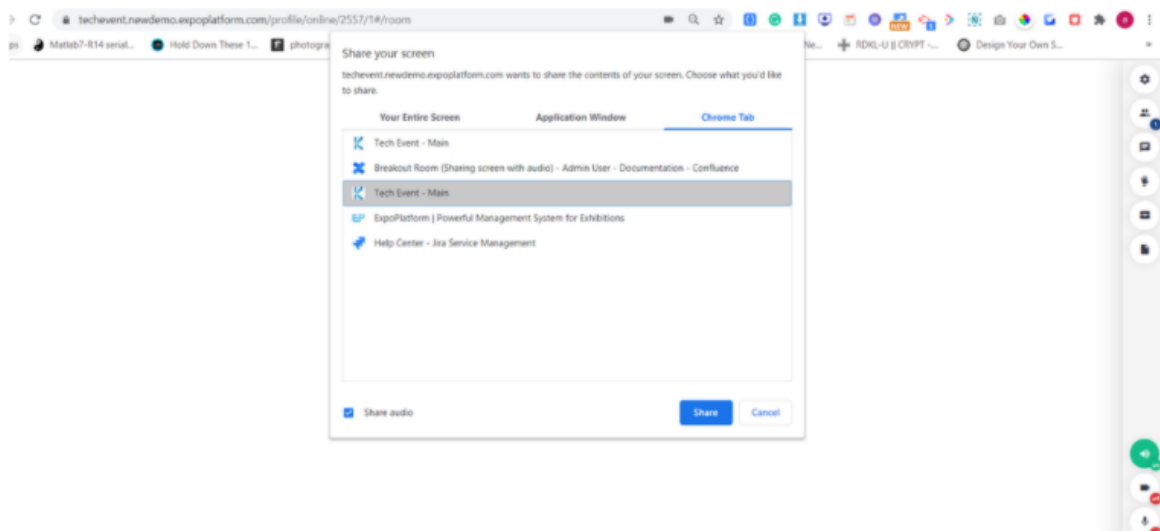 techevent.newdemo.expoplatform.com/profile/online/2557/1#/room
Matlab7-R14 serial... Hold Down These 1... photogra
RDKL-U || CRYPT -... Design Your Own S...
NEW
Share your screen
techevent.newdemo.expoplatform.com wants to share the contents of your screen. Choose what you'd like
to share.
Your Entire Screen Application Window Chrome Tab
Tech Event - Main
Breakout Room (Sharing screen with audio) - Admin User - Documentation - Confluence
Tech Event - Main
EP ExpoPlatform | Powerful Management System for Exhibitions
Help Center - Jira Service Management
Share audio Share Cancel